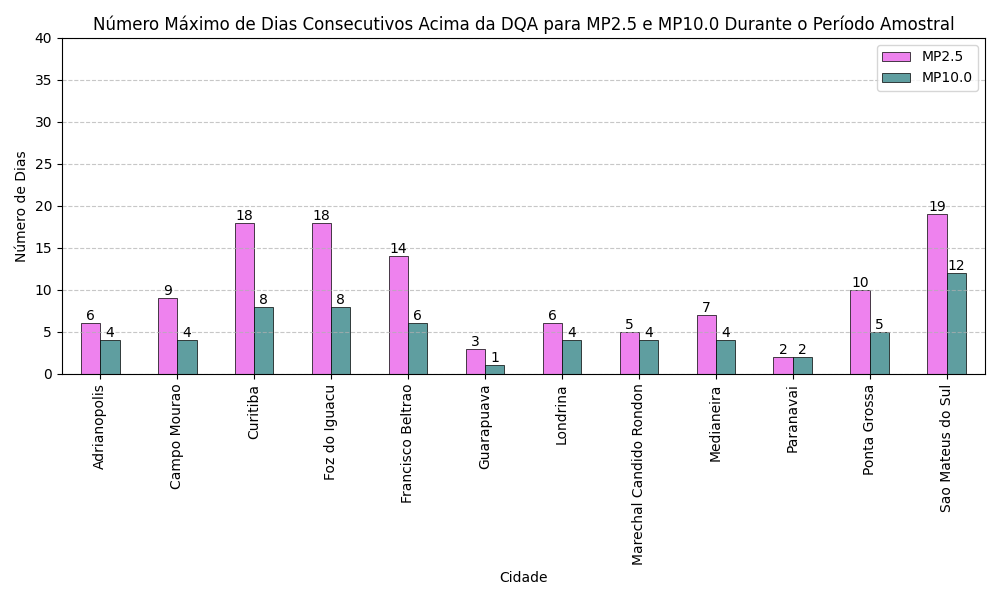 Número Máximo de Dias Consecutivos Acima da DQA para MP2.5 e MP10.0 Durante o Período Amostral
40
35
30
25
20
15
10
5
0
Número de Dias
MP2.5
MP10.0
6
4
9
4
18
8
18
8
14
6
3
1
6
4
5
4
7
4
2
2
10
5
19
12
Adrianopolis
Campo Mourao
Curitiba
Foz do Iguacu
Francisco Beltrao
Guarapuava
Londrina
Marechal Candido Rondon
Medianeira
Paranavai
Ponta Grossa
Sao Mateus do Sul
Cidade